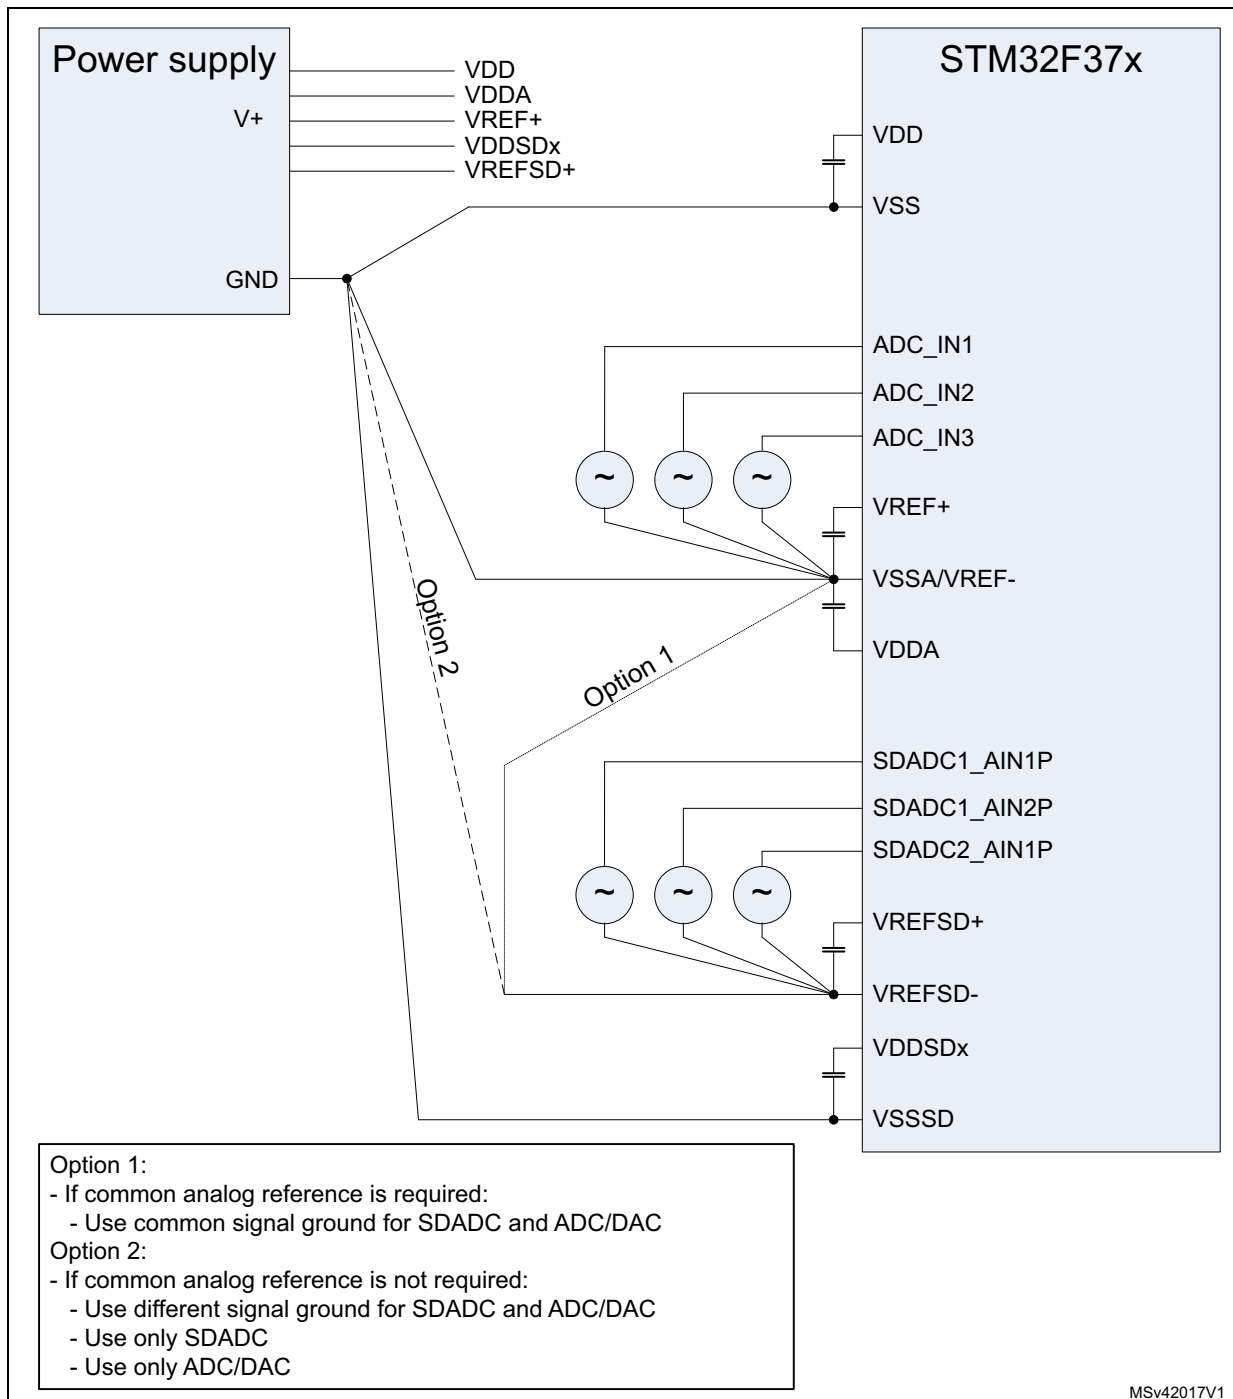 Power supply
V+
GND
VDD
VDDA
VREF+
VDDSDx
VREFSD+
STM32F37x
VDD
VSS
ADC_IN1
ADC_IN2
ADC_IN3
~ ~ ~
VREF+
VSSA/VREF-
VDDA
Option 2
Option 1
SDADC1_AIN1P
SDADC1_AIN2P
SDADC2_AIN1P
~ ~ ~
VREFSD+
VREFSD-
VDDSDx
VSSSD
Option 1:
- If common analog reference is required:
- Use common signal ground for SDADC and ADC/DAC
Option 2:
- If common analog reference is not required:
- Use different signal ground for SDADC and ADC/DAC
- Use only SDADC
- Use only ADC/DAC
MSv42017V1